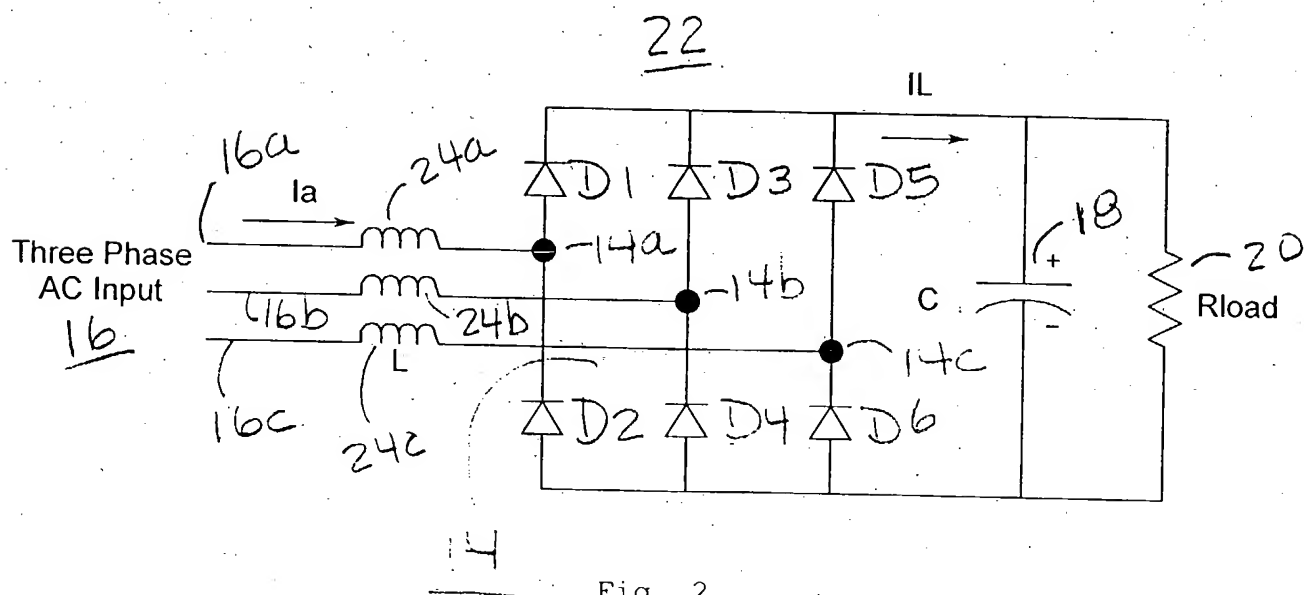 22
IL
16a
24a
Ia
D1
D3
D5
18
Three Phase
AC Input
14a
+
20
16b
24b
14b
C
Rload
16
-
L
14c
16c
24c
D2
D4
D6
14
Fig. 2